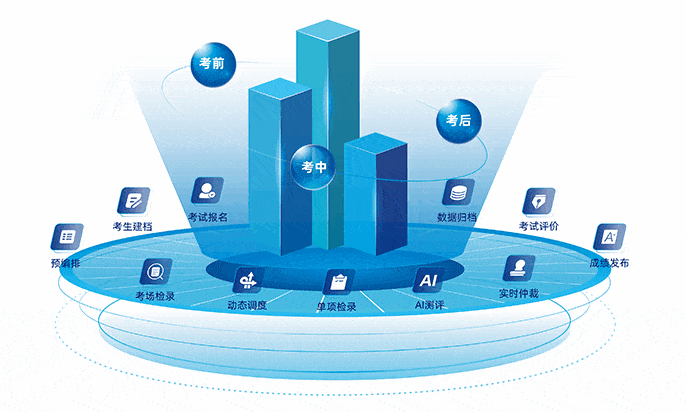 考前
考后
考中
考试报名
数据归档
考生建档
考试评价
预编排
成绩发布
考场检录
动态调度
单项检录
AI
AI测评
实时仲裁
A+